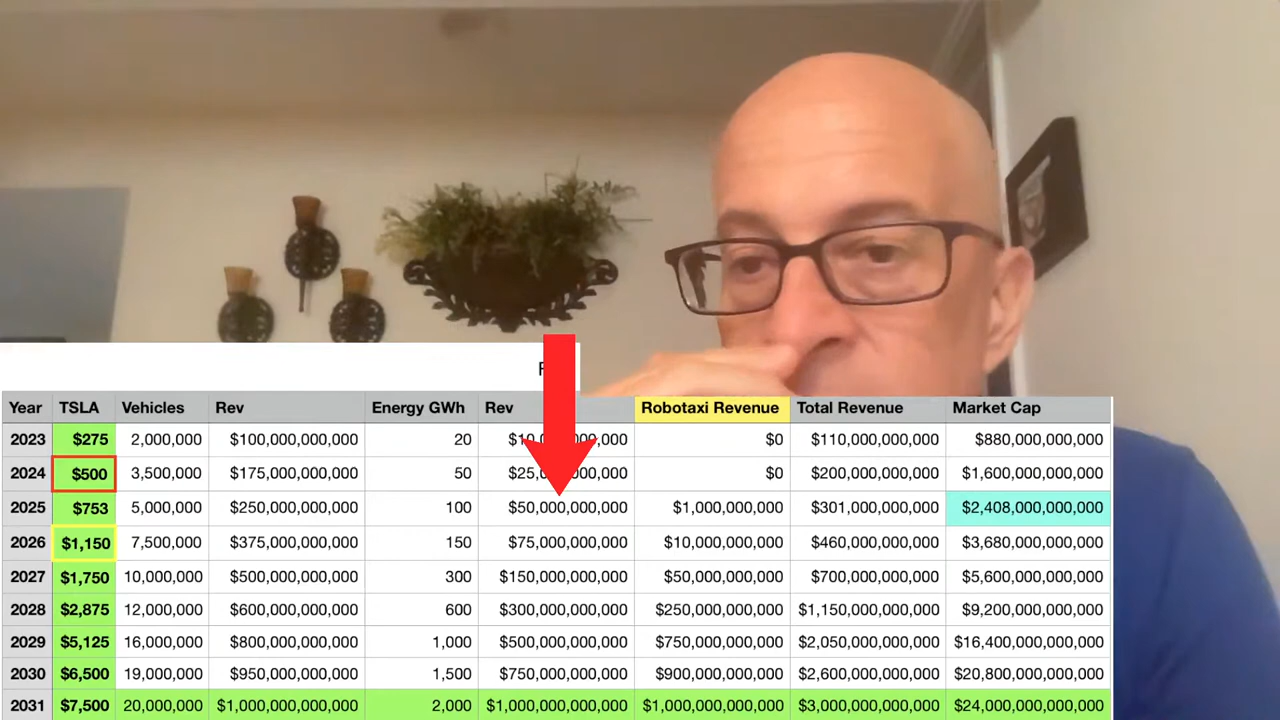 Year TSLA Vehicles Rev Energy GWh Rev Robotaxi Revenue Total Revenue Market Cap
2023 $275 2,000,000 $100,000,000,000 20 $0 $110,000,000,000 $880,000,000,000
2024 $500 3,500,000 $175,000,000,000 50 $0 $200,000,000,000 $1,600,000,000,000
2025 $753 5,000,000 $250,000,000,000 100 $50,000,000,000 $1,000,000,000 $301,000,000,000 $2,408,000,000,000
2026 $1,150 7,500,000 $375,000,000,000 150 $75,000,000,000 $10,000,000,000 $460,000,000,000 $3,680,000,000,000
2027 $1,750 10,000,000 $500,000,000,000 300 $150,000,000,000 $50,000,000,000 $700,000,000,000 $5,600,000,000,000
2028 $2,875 12,000,000 $600,000,000,000 600 $300,000,000,000 $250,000,000,000 $1,150,000,000,000 $9,200,000,000,000
2029 $5,125 16,000,000 $800,000,000,000 1,000 $500,000,000,000 $750,000,000,000 $2,050,000,000,000 $16,400,000,000,000
2030 $6,500 19,000,000 $950,000,000,000 1,500 $750,000,000,000 $900,000,000,000 $2,600,000,000,000 $20,800,000,000,000
2031 $7,500 20,000,000 $1,000,000,000,000 2,000 $1,000,000,000,000 $1,000,000,000,000 $3,000,000,000,000 $24,000,000,000,000